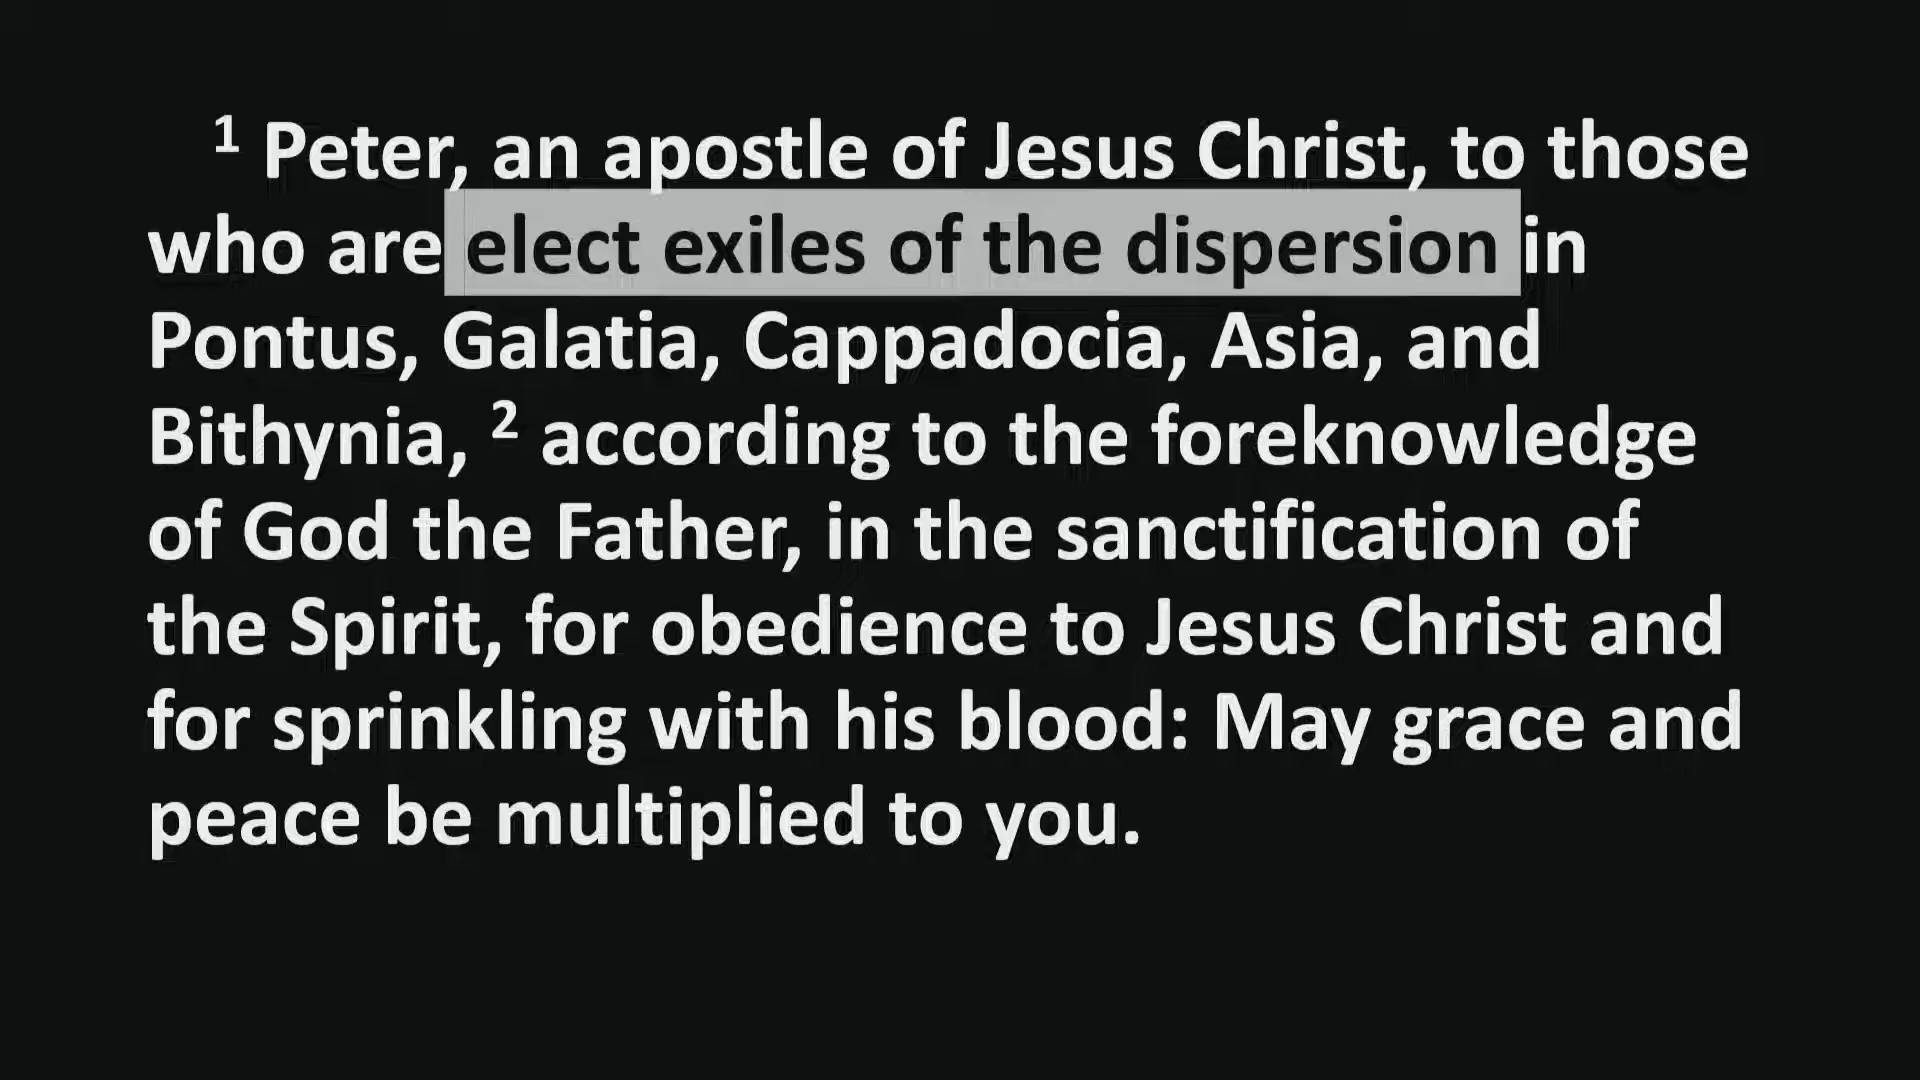 ¹ Peter, an apostle of Jesus Christ, to those
who are elect exiles of the dispersion in
Pontus, Galatia, Cappadocia, Asia, and
Bithynia, ² according to the foreknowledge
of God the Father, in the sanctification of
the Spirit, for obedience to Jesus Christ and
for sprinkling with his blood: May grace and
peace be multiplied to you.